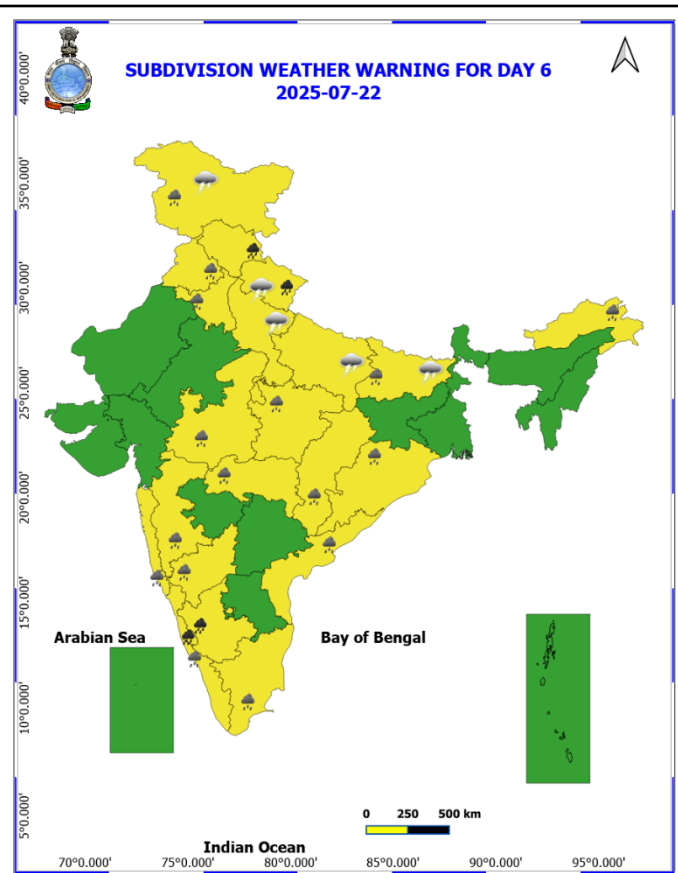 SUBDIVISION WEATHER WARNING FOR DAY 6
2025-07-22
40°0.000'
35°0.000'
30°0.000'
25°0.000'
20°0.000'
15°0.000'
10°0.000'
5°0.000'
Arabian Sea
Bay of Bengal
0 250 500 km
Indian Ocean
70°0.000' 75°0.000' 80°0.000' 85°0.000' 90°0.000' 95°0.000'